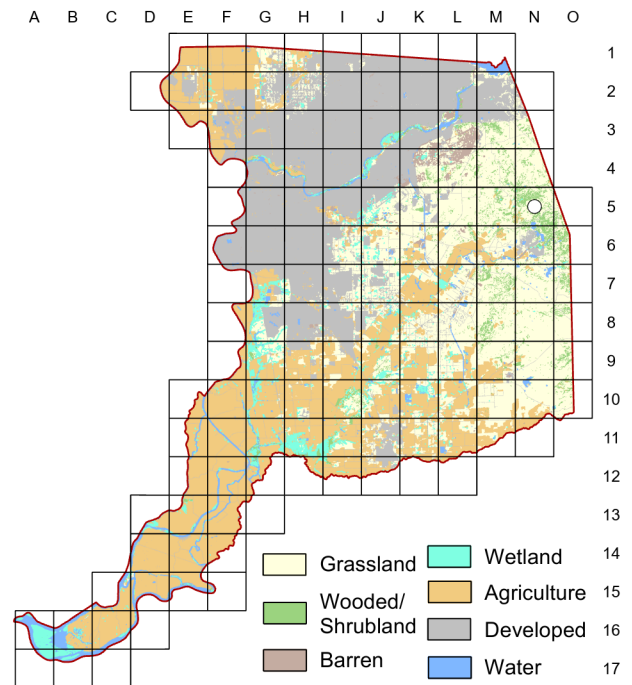 A B C D E F G H I J K L M N O
1
2
3
4
5
6
7
8
9
10
11
12
13
14
15
16
17
Grassland
Wooded/
Shrubland
Barren
Wetland
Agriculture
Developed
Water